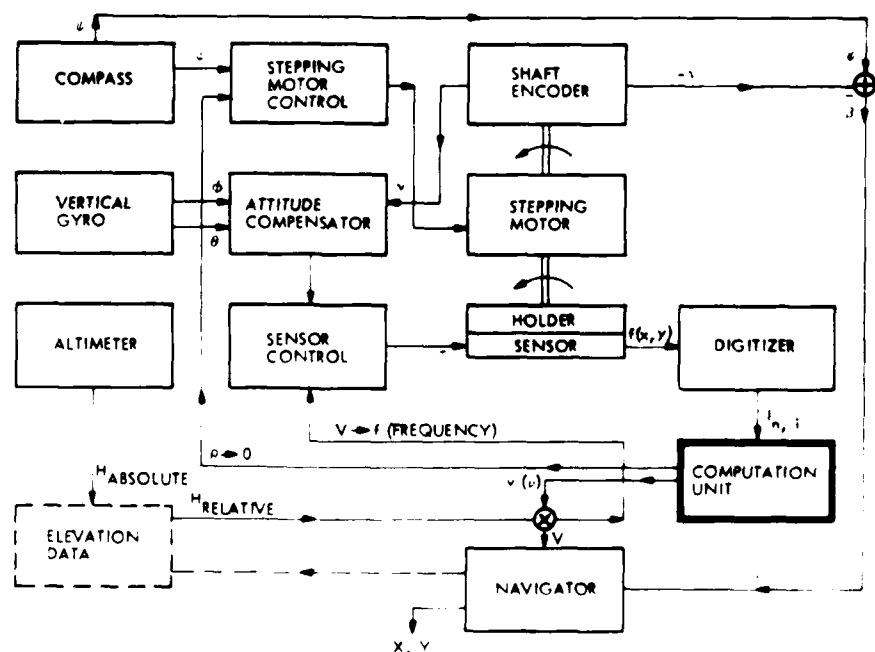 COMPASS
STEPPING
MOTOR
CONTROL
SHAFT
ENCODER
VERTICAL
GYRO
φ
θ
ATTITUDE
COMPENSATOR
STEPPING
MOTOR
ALTIMETER
SENSOR
CONTROL
HOLDER
SENSOR
f(x, Y)
DIGITIZER
V → f (FREQUENCY)
→ 0
H ABSOLUTE
H RELATIVE
COMPUTATION
UNIT
ELEVATION
DATA
V
NAVIGATOR
X, Y